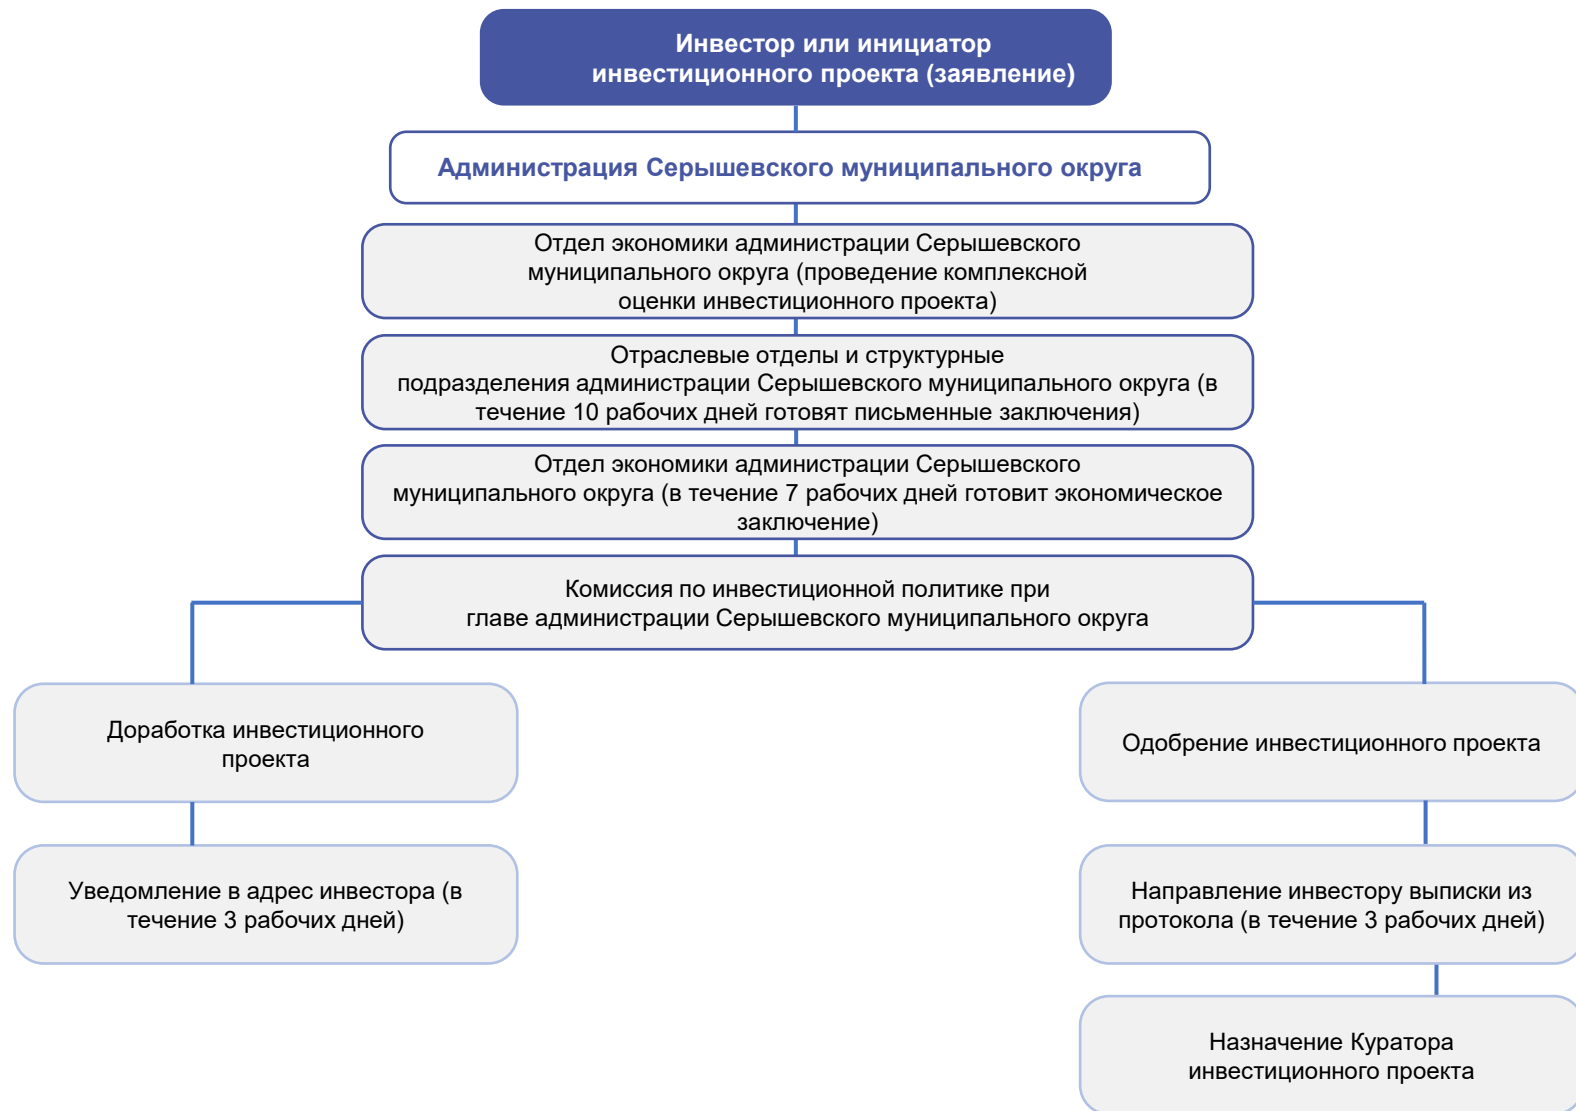 Инвестор или инициатор
инвестиционного проекта (заявление)
Администрация Серышевского муниципального округа
Отдел экономики администрации Серышевского
муниципального округа (проведение комплексной
оценки инвестиционного проекта)
Отраслевые отделы и структурные
подразделения администрации Серышевского муниципального округа (в
течение 10 рабочих дней готовят письменные заключения)
Отдел экономики администрации Серышевского
муниципального округа (в течение 7 рабочих дней готовит экономическое
заключение)
Комиссия по инвестиционной политике при
главе администрации Серышевского муниципального округа
Доработка инвестиционного
проекта
Уведомление в адрес инвестора (в
течение 3 рабочих дней)
Одобрение инвестиционного проекта
Направление инвестору выписки из
протокола (в течение 3 рабочих дней)
Назначение Куратора
инвестиционного проекта